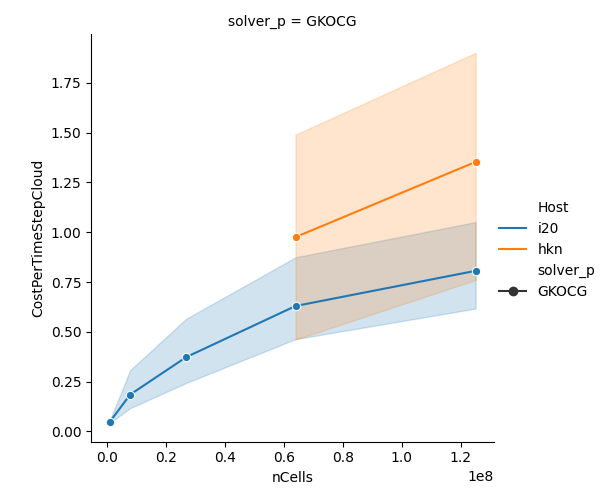 solver_p = GKOCG
CostPerTimeStepCloud
1.75
1.50
1.25
1.00
0.75
0.50
0.25
0.00
0.0 0.2 0.4 0.6 0.8 1.0 1.2
1e8
nCells
Host
i20
hkn
solver_p
GKOCG